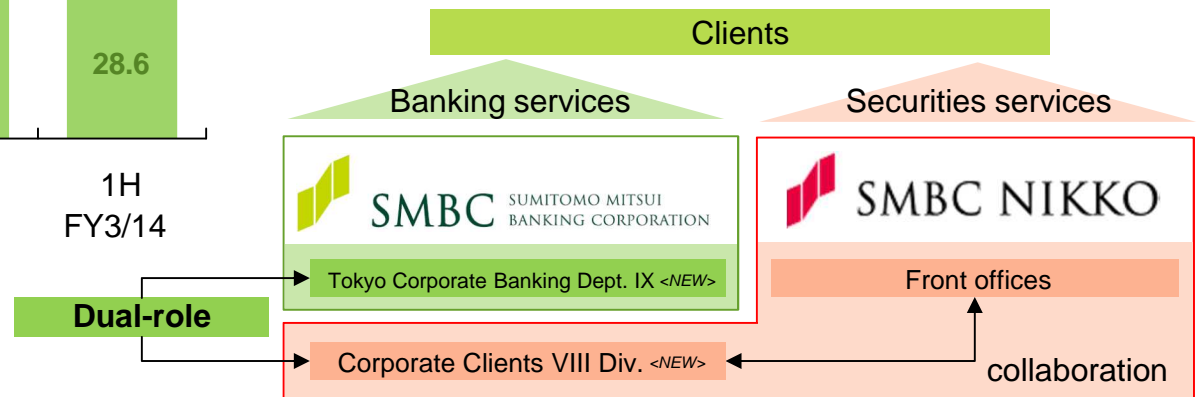 28.6
1H
FY3/14
Clients
Banking services
Securities services
SMBC SUMITOMO MITSUI
BANKING CORPORATION
SMBC NIKKO
Tokyo Corporate Banking Dept. IX <NEW>
Front offices
Dual-role
Corporate Clients VIII Div. <NEW>
collaboration